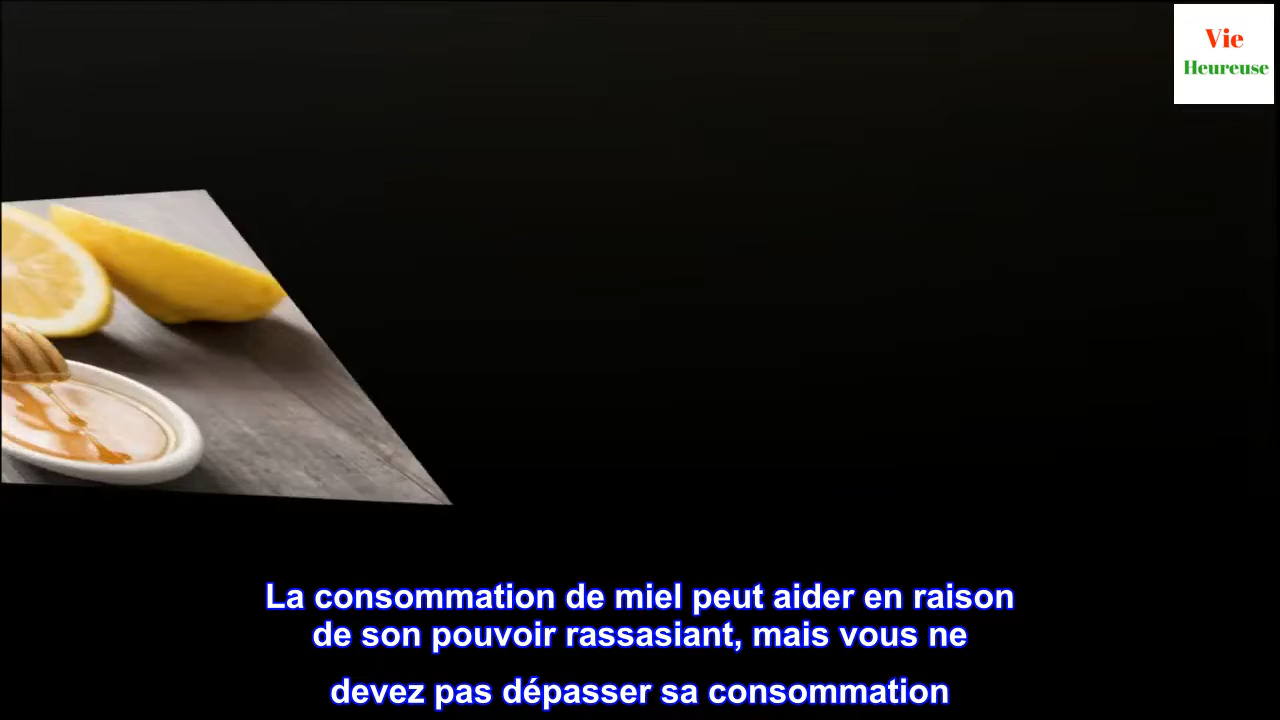 Vie
Heureuse
La consommation de miel peut aider en raison
de son pouvoir rassasiant, mais vous ne
devez pas dépasser sa consommation